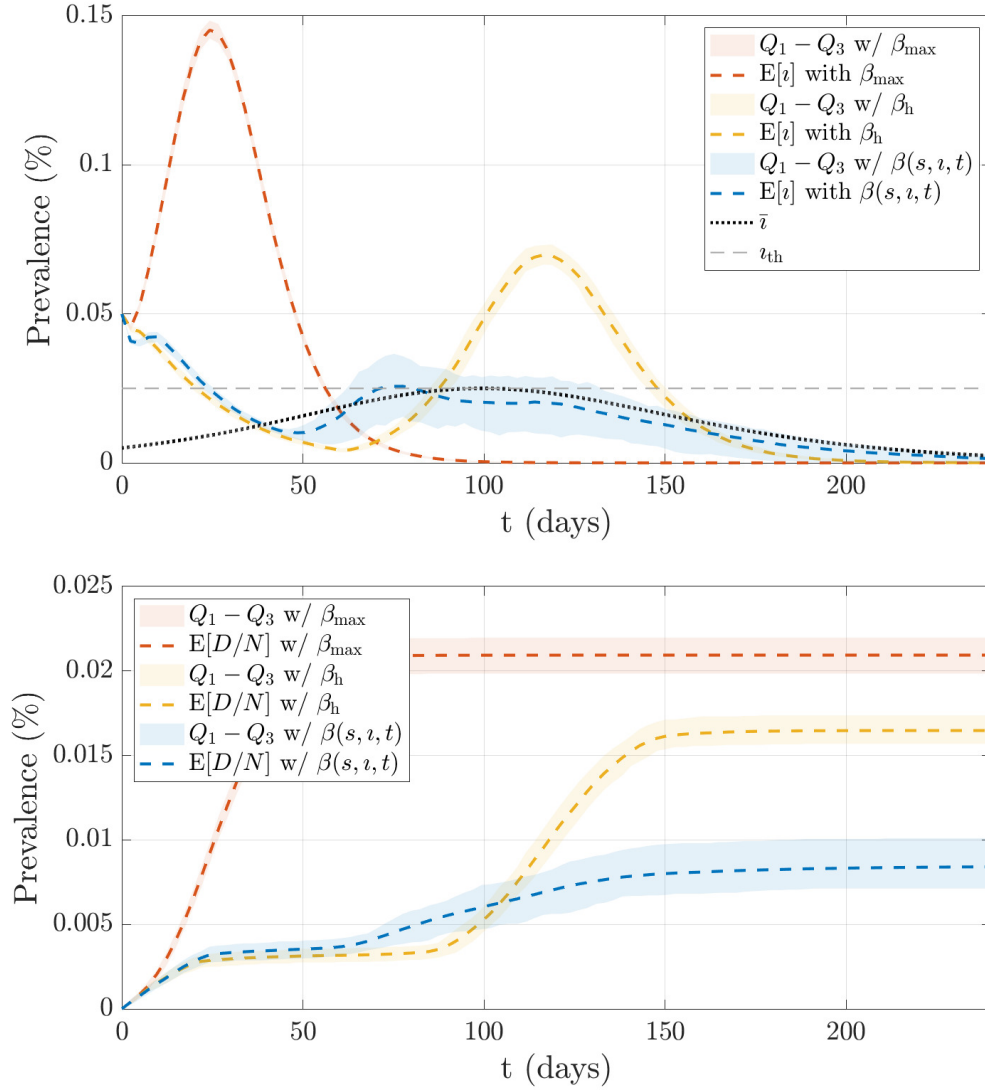 0.15
0.1
0.05
0
Prevalence (%)
Q₁ − Q₃ w/ β_max
E[ı] with β_max
Q₁ − Q₃ w/ β_h
E[ı] with β_h
Q₁ − Q₃ w/ β(s, ı, t)
E[ı] with β(s, ı, t)
ī
ı_th
0 50 100 150 200
t (days)
0.025
0.02
0.015
0.01
0.005
0
Prevalence (%)
Q₁ − Q₃ w/ β_max
E[D/N] w/ β_max
Q₁ − Q₃ w/ β_h
E[D/N] w/ β_h
Q₁ − Q₃ w/ β(s, ı, t)
E[D/N] w/ β(s, ı, t)
0 50 100 150 200
t (days)